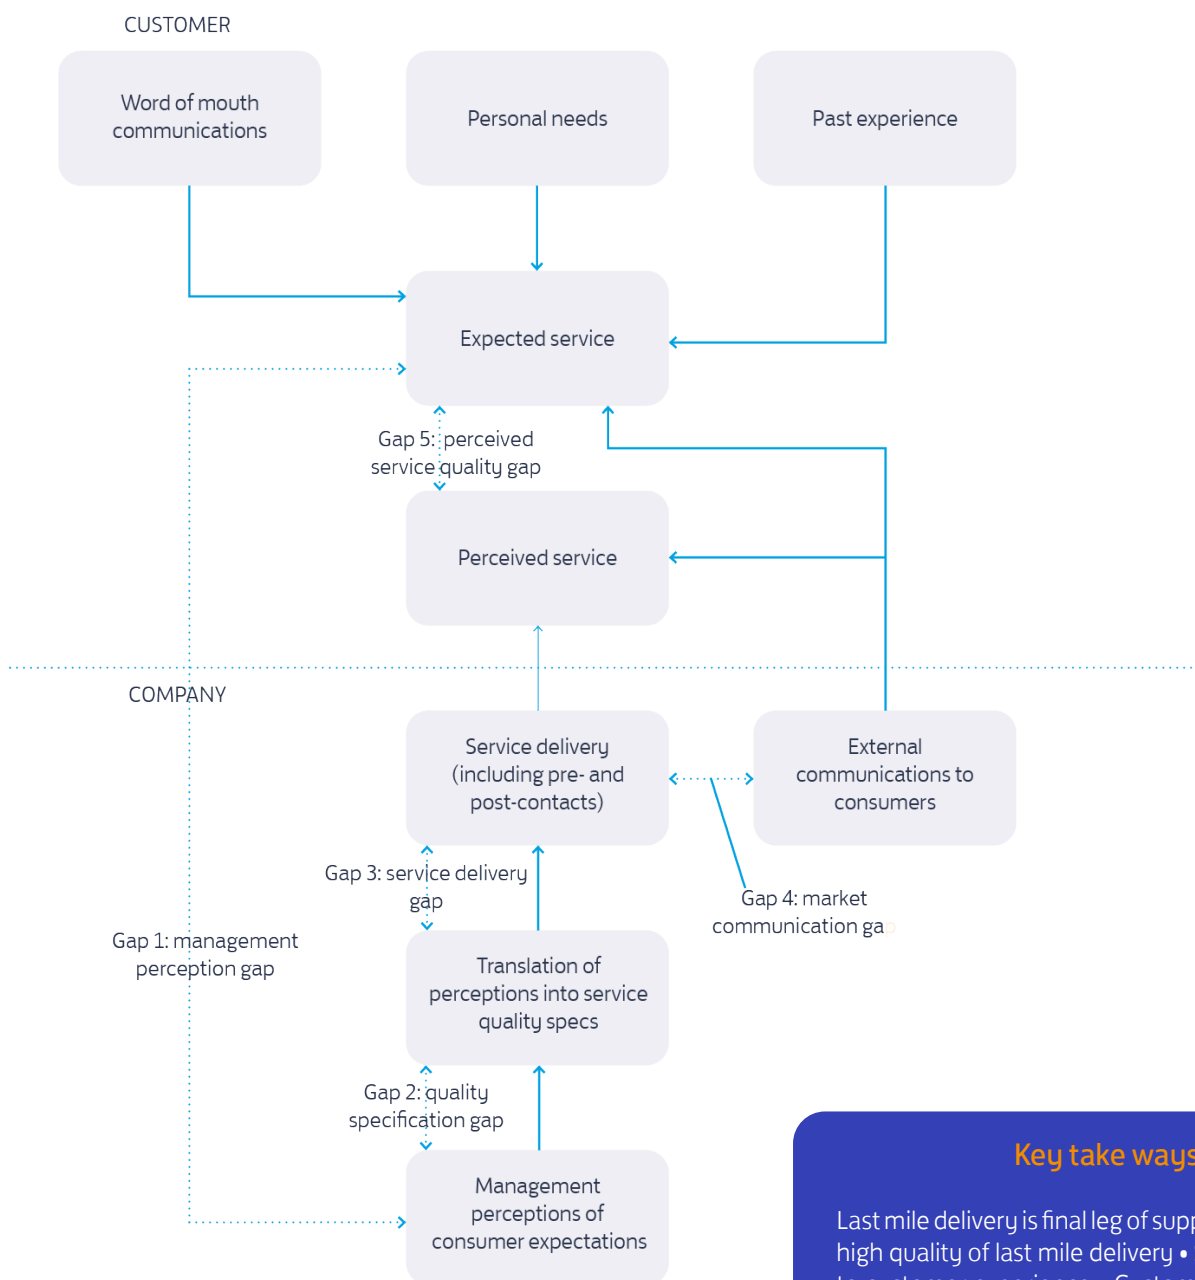 CUSTOMER
Word of mouth
communications
Personal needs
Past experience
Expected service
Gap 5: perceived
service quality gap
Perceived service
COMPANY
Service delivery
(including pre- and
post-contacts)
External
communications to
consumers
Gap 3: service delivery
gap
Gap 4: market
communication gap
Gap 1: management
perception gap
Translation of
perceptions into service
quality specs
Gap 2: quality
specification gap
Management
perceptions of
consumer expectations
Key take ways
Last mile delivery is final leg of
high quality of last mile delivery •